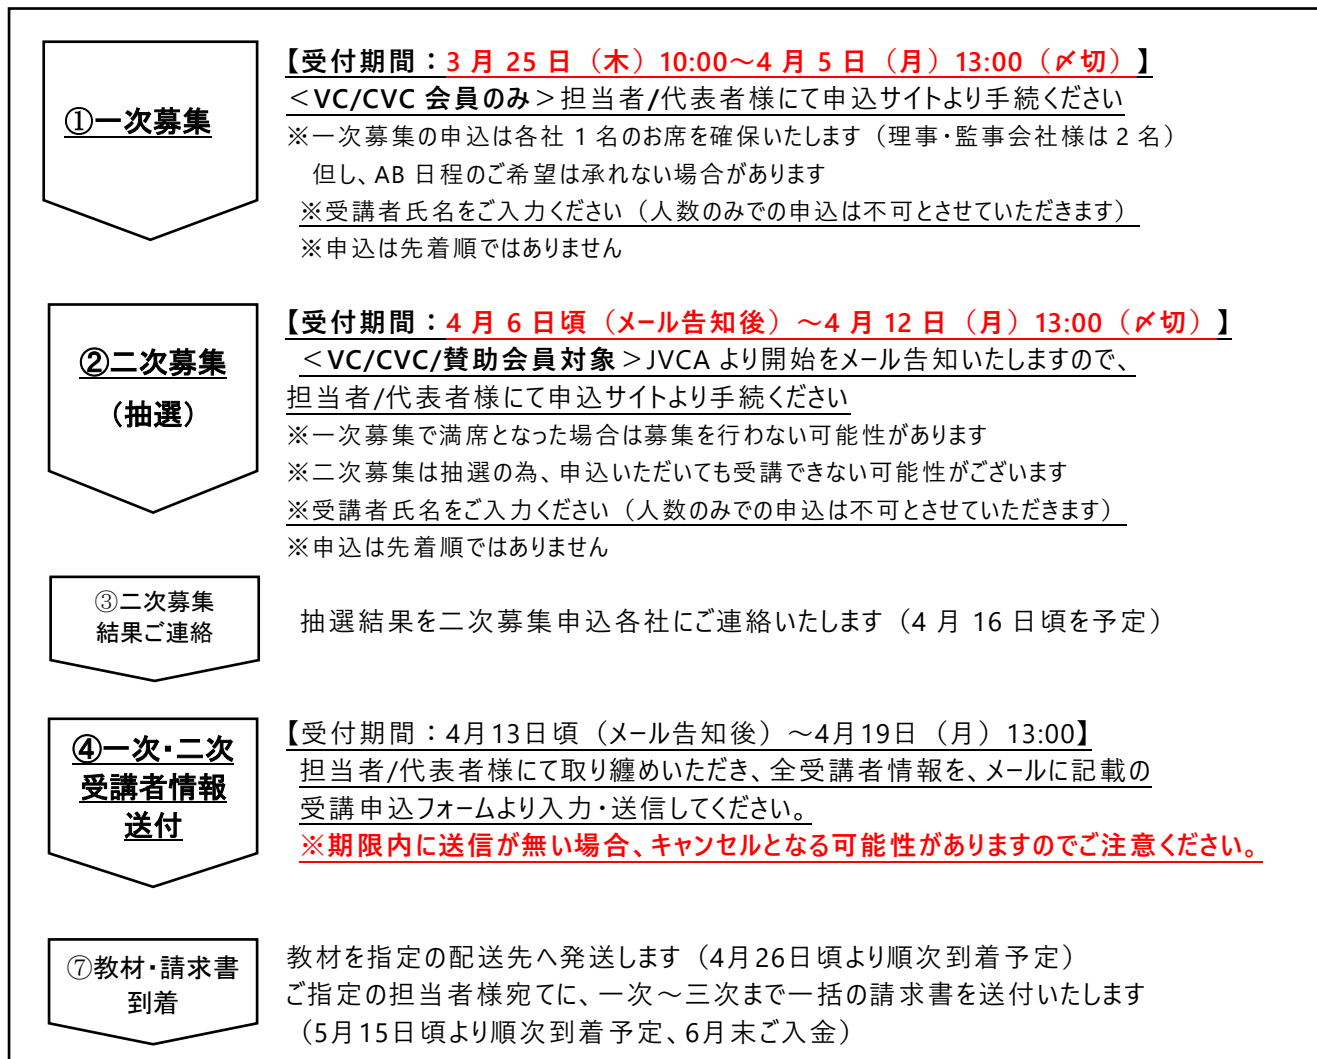 ①一次募集
【受付期間：3月25日（木）10:00～4月5日（月）13:00（〆切）】
＜VC/CVC会員のみ＞担当者/代表者様にて申込サイトより手続ください
※一次募集の申込は各社1名のお席を確保いたします（理事・監事会社様は2名）
但し、AB日程のご希望は承れない場合があります
※受講者氏名をご入力ください（人数のみでの申込は不可とさせていただきます）
※申込は先着順ではありません
②二次募集
（抽選）
【受付期間：4月6日頃（メール告知後）～4月12日（月）13:00（〆切）】
＜VC/CVC/賛助会員対象＞JVCAより開始をメール告知いたしますので、
担当者/代表者様にて申込サイトより手続ください
※一次募集で満席となった場合は募集を行わない可能性があります
※二次募集は抽選の為、申込いただいても受講できない可能性がございます
※受講者氏名をご入力ください（人数のみでの申込は不可とさせていただきます）
※申込は先着順ではありません
③二次募集
結果ご連絡
抽選結果を二次募集申込各社にご連絡いたします（4月16日頃を予定）
④一次・二次
受講者情報
送付
【受付期間：4月13日頃（メール告知後）～4月19日（月）13:00】
担当者/代表者様にて取り纏めいただき、全受講者情報を、メールに記載の
受講申込フォームより入力・送信してください。
※期限内に送信が無い場合、キャンセルとなる可能性がありますのでご注意ください。
⑦教材・請求書
到着
教材を指定の配送先へ発送します（4月26日頃より順次到着予定）
ご指定の担当者様宛てに、一次～三次まで一括の請求書を送付いたします
（5月15日頃より順次到着予定、6月末ご入金）